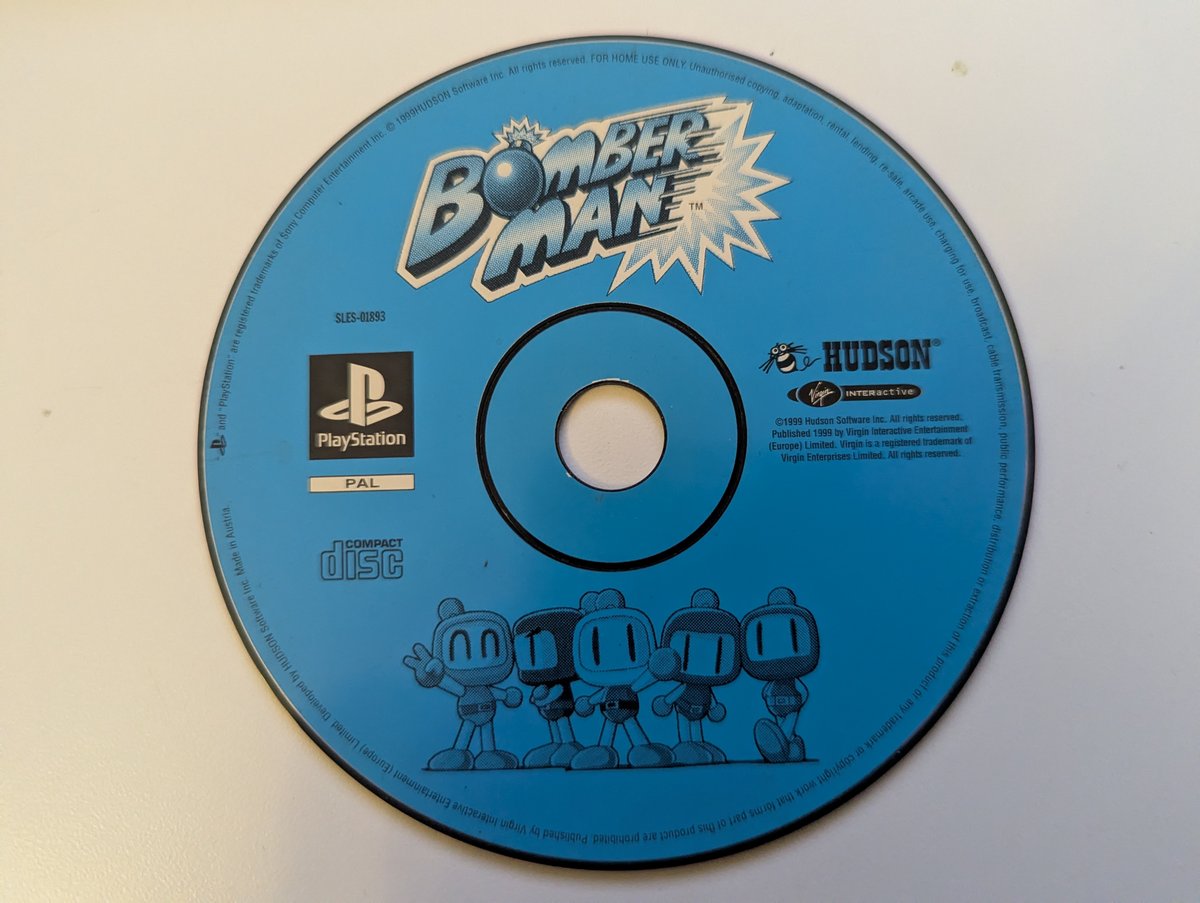 and "PlayStation" are registered trademarks of Sony Computer Entertainment Inc. © 1999 HUDSON Software Inc. All rights reserved. FOR HOME USE ONLY. Unauthorised copying, adaptation, rental, lending, re-sale, arcade use, charging for use, broadcast, cable transmission, public performance, distribution or extraction of this product or any trademark or copyright work that forms part of this product are prohibited. Published by Virgin Interactive Entertainment (Europe) Limited. Developed by HUDSON Software Inc. Made in Austria.
BOMBER
MAN TM
SLES-01893
PlayStation
PAL
COMPACT
disc
HUDSON®
Virgin INTERactive
©1999 Hudson Software Inc. All rights reserved.
Published 1999 by Virgin Interactive Entertainment
(Europe) Limited. Virgin is a registered trademark of
Virgin Enterprises Limited. All rights reserved.